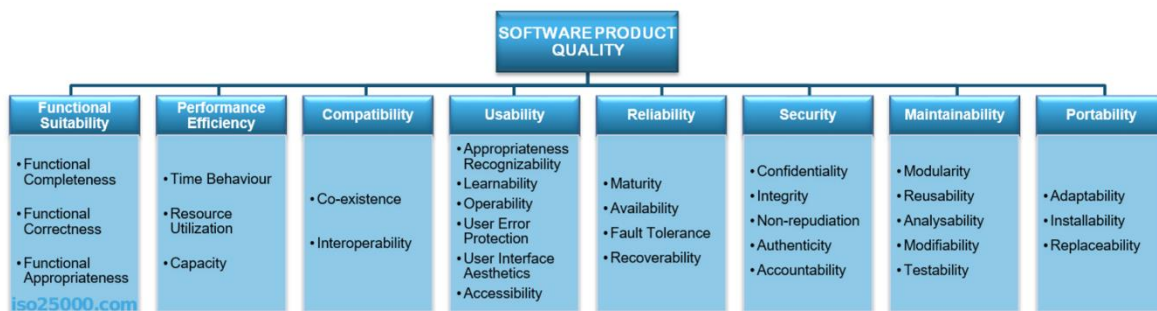 SOFTWARE PRODUCT
QUALITY
Functional
Suitability
• Functional
Completeness
• Functional
Correctness
• Functional
Appropriateness
Performance
Efficiency
• Time Behaviour
• Resource
Utilization
• Capacity
Compatibility
• Co-existence
• Interoperability
Usability
• Appropriateness
Recognizability
• Learnability
• Operability
• User Error
Protection
• User Interface
Aesthetics
• Accessibility
Reliability
• Maturity
• Availability
• Fault Tolerance
• Recoverability
Security
• Confidentiality
• Integrity
• Non-repudiation
• Authenticity
• Accountability
Maintainability
• Modularity
• Reusability
• Analysability
• Modifiability
• Testability
Portability
• Adaptability
• Installability
• Replaceability
iso25000.com